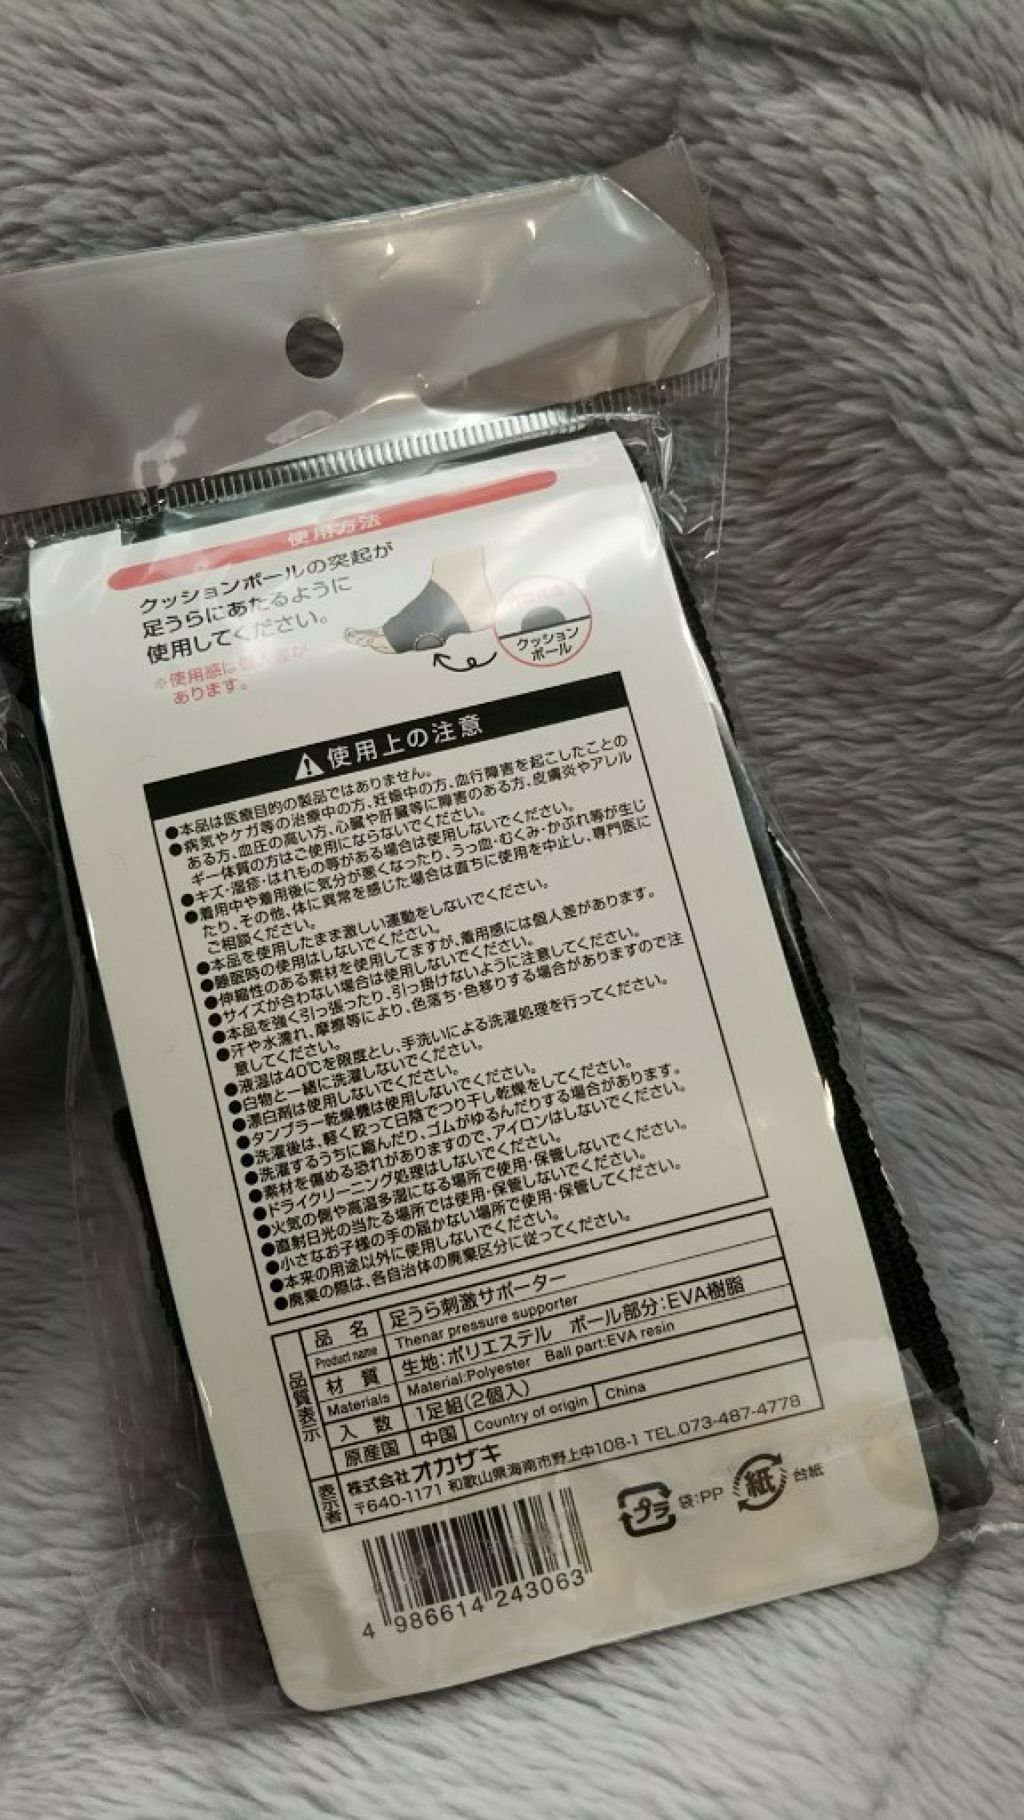 使用方法
クッションボールの突起が
足うらにあたるように
使用してください。
※使用感は個人差が
あります。
クッション
ボール
使用上の注意
●本品は医療目的の製品ではありません。
●病気やケガ等の治療中の方、妊娠中の方、血行障害を起こしたことの
ある方、血圧の高い方、心臓や肝臓等に障害のある方、皮膚炎やアレル
ギー体質の方はご使用にならないでください。
●キズ・湿疹・はれもの等がある場合は使用しないでください。
●着用中や着用後に気分が悪くなったり、うっ血・むくみ・かぶれ等が生じ
たり、その他、体に異常を感じた場合は直ちに使用を中止し、専門医に
ご相談ください。
●本品を使用したまま激しい運動をしないでください。
●睡眠時の使用はしないでください。
●伸縮性のある素材を使用してますが、着用感には個人差があります。
●サイズが合わない場合は使用しないでください。
●本品を強く引っ張ったり、引っ掛けないように注意してください。
●汗や水濡れ、摩擦等により、色落ち・色移りする場合がありますので注
意してください。
●液温は40℃を限度とし、手洗いによる洗濯処理を行ってください。
●白物と一緒に洗濯しないでください。
●漂白剤は使用しないでください。
●タンブラー乾燥機は使用しないでください。
●洗濯後は、軽く絞って日陰でつり干し乾燥をしてください。
●洗濯するうちに縮んだり、ゴムがゆるんだりする場合があります。
●素材を傷める恐れがありますので、アイロンはしないでください。
●ドライクリーニング処理はしないでください。
●火気の側や高温多湿になる場所で使用・保管しないでください。
●直射日光の当たる場所では使用・保管しないでください。
●小さなお子様の手の届かない場所で使用・保管してください。
●本来の用途以外に使用しないでください。
●廃棄の際は、各自治体の廃棄区分に従ってください。
品質表示
品 名 足うら刺激サポーター
Product name Thenar pressure supporter
材 質 生地:ポリエステル ボール部分:EVA樹脂
Materials Material:Polyester Ball part:EVA resin
入 数 1足組(2個入)
原産国 中国 Country of origin China
表示者
株式会社オカザキ
〒640-1171 和歌山県海南市野上中108-1 TEL.073-487-4778
プラ 袋:PP 紙 台紙
4 986614 243063